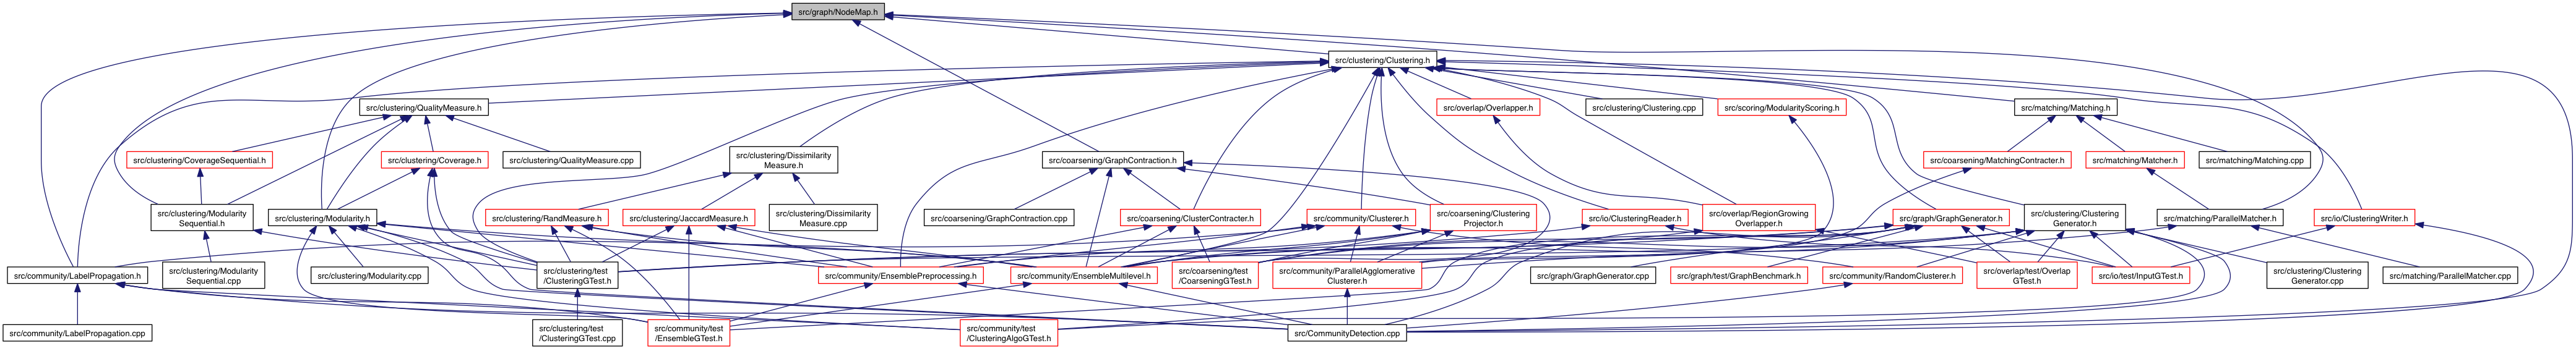 src/graph/NodeMap.h
src/clustering/Clustering.h
src/clustering/QualityMeasure.h
src/overlap/Overlapper.h
src/clustering/Clustering.cpp
src/scoring/ModularityScoring.h
src/matching/Matching.h
src/clustering/CoverageSequential.h
src/clustering/Coverage.h
src/clustering/QualityMeasure.cpp
src/clustering/Dissimilarity
Measure.h
src/coarsening/GraphContraction.h
src/coarsening/MatchingContracter.h
src/matching/Matcher.h
src/matching/Matching.cpp
src/clustering/Modularity
Sequential.h
src/clustering/Modularity.h
src/clustering/RandMeasure.h
src/clustering/JaccardMeasure.h
src/clustering/Dissimilarity
Measure.cpp
src/coarsening/GraphContraction.cpp
src/coarsening/ClusterContracter.h
src/community/Clusterer.h
src/coarsening/Clustering
Projector.h
src/io/ClusteringReader.h
src/overlap/RegionGrowing
Overlapper.h
src/graph/GraphGenerator.h
src/clustering/Clustering
Generator.h
src/matching/ParallelMatcher.h
src/io/ClusteringWriter.h
src/community/LabelPropagation.h
src/clustering/Modularity
Sequential.cpp
src/clustering/Modularity.cpp
src/clustering/test
/ClusteringGTest.h
src/community/EnsemblePreprocessing.h
src/community/EnsembleMultilevel.h
src/coarsening/test
/CoarseningGTest.h
src/community/ParallelAgglomerative
Clusterer.h
src/graph/GraphGenerator.cpp
src/graph/test/GraphBenchmark.h
src/community/RandomClusterer.h
src/overlap/test/Overlap
GTest.h
src/io/test/InputGTest.h
src/clustering/Clustering
Generator.cpp
src/matching/ParallelMatcher.cpp
src/community/LabelPropagation.cpp
src/clustering/test
/ClusteringGTest.cpp
src/community/test
/EnsembleGTest.h
src/community/test
/ClusteringAlgoGTest.h
src/CommunityDetection.cpp